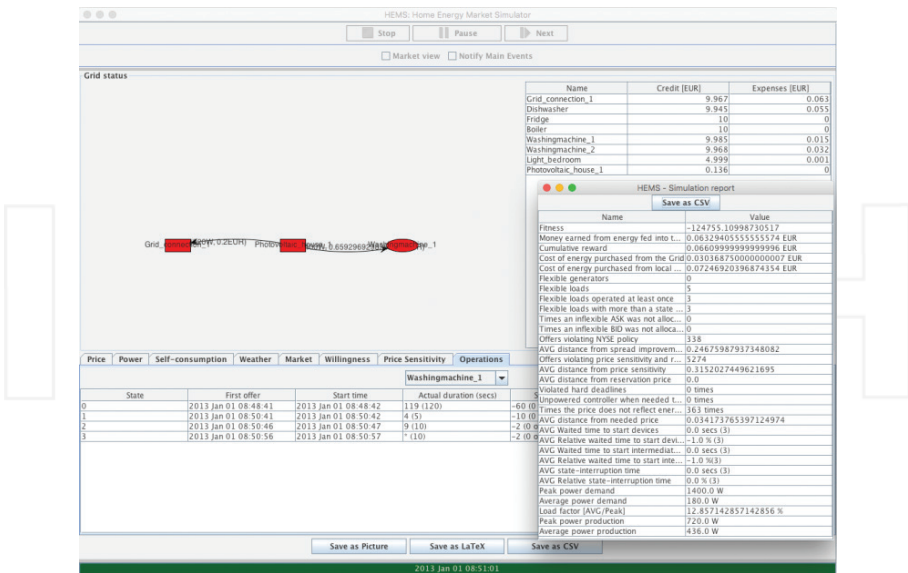 HEMS: Home Energy Market Simulator
Stop Pause Next
Market view Notify Main Events
Grid status
Name Credit [EUR] Expenses [EUR]
Grid_connection_1 9.967 0.063
Dishwasher 9.945 0.055
Fridge 10 0
Boiler 10 0
Washingmachine_1 9.985 0.015
Washingmachine_2 9.968 0.032
Light_bedroom 4.999 0.001
Photovoltaic_house_1 0.136 0
HEMS - Simulation report
Save as CSV
Name Value
Fitness -124755.10998730517
Money earned from energy fed into t... 0.06329405555555574 EUR
Cumulative reward 0.06609999999999996 EUR
Cost of energy purchased from the Grid 0.030368750000000007 EUR
Cost of energy purchased from local ... 0.07246920396874354 EUR
Flexible generators 0
Flexible loads 5
Flexible loads operated at least once 3
Flexible loads with more than a state ... 3
Times an inflexible ASK was not alloc... 0
Times an inflexible BID was not alloca... 0
Offers violating NYSE policy 338
AVG distance from spread improvem... 0.24675987937348082
Offers violating price sensitivity and r... 5274
AVG distance from price sensitivity 0.3152027449621695
AVG distance from reservation price 0.0
Violated hard deadlines 0 times
Unpowered controller when needed t... 0 times
Times the price does not reflect ener... 363 times
AVG distance from needed price 0.034173765397124974
AVG Waited time to start devices 0.0 secs (3)
AVG Relative waited time to start devi... -1.0 % (3)
AVG Waited time to start intermediat... 0.0 secs (3)
AVG Relative waited time to start inte... -1.0 %(3)
AVG state-interruption time 0.0 secs (3)
AVG Relative state-interruption time 0.0 % (3)
Peak power demand 1400.0 W
Average power demand 180.0 W
Load factor [AVG/Peak] 12.857142857142856 %
Peak power production 720.0 W
Average power production 436.0 W
Price Power Self-consumption Weather Market Willingness Price Sensitivity Operations
Washingmachine_1
State First offer Start time Actual duration (secs)
0 2013 Jan 01 08:48:41 2013 Jan 01 08:48:42 119 (120) -60 (0
1 2013 Jan 01 08:50:41 2013 Jan 01 08:50:42 4 (5) -10 (0
2 2013 Jan 01 08:50:46 2013 Jan 01 08:50:47 9 (10) -2 (0
3 2013 Jan 01 08:50:56 2013 Jan 01 08:50:57 * (10) -2 (0
Save as Picture Save as LaTeX Save as CSV
2013 Jan 01 08:51:01